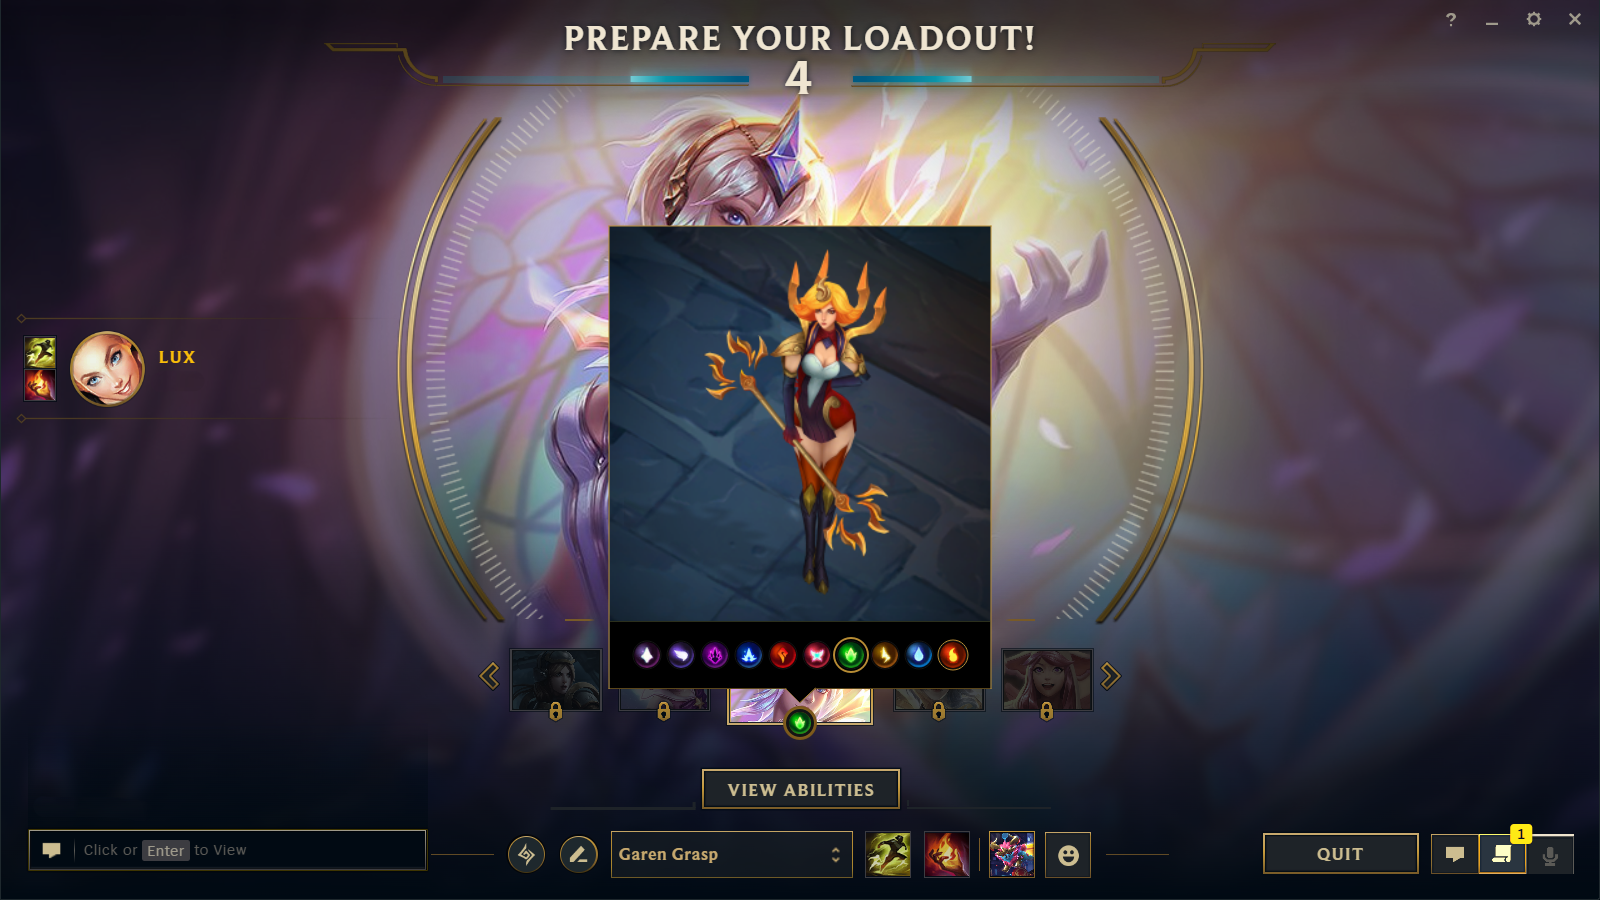 PREPARE YOUR LOADOUT!
?
4
LUX
VIEW ABILITIES
Click or Enter to View
Garen Grasp
QUIT
1